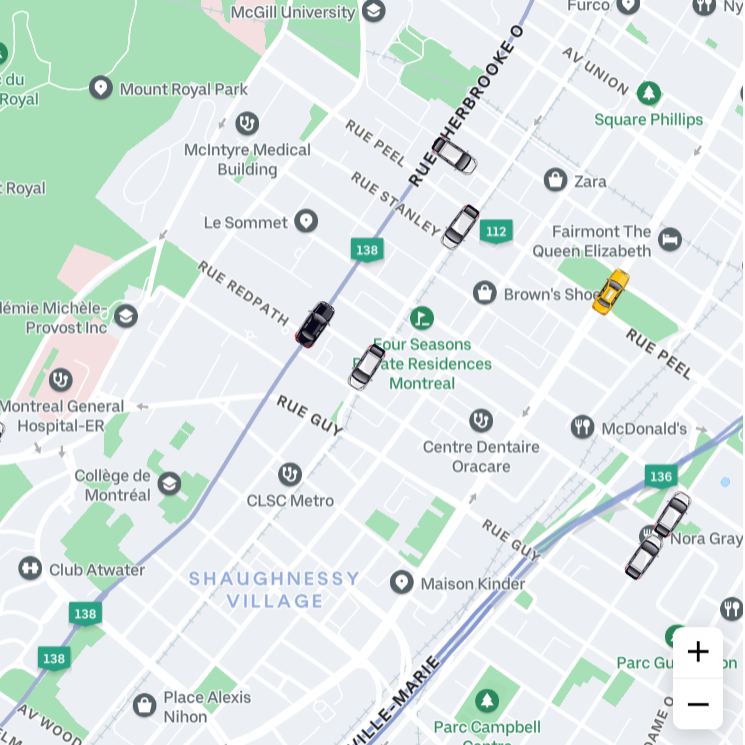 McGill University
Furco
Ny
c du
Royal
Mount Royal Park
AV UNION
Square Phillips
RUE SHERBROOKE O
RUE PEEL
McIntyre Medical
Building
Zara
t Royal
RUE STANLEY
Le Sommet
112
138
Fairmont The
Queen Elizabeth
RUE REDPATH
Brown's Shoe
émie Michèle-
Provost Inc
RUE PEEL
Four Seasons
Private Residences
Montreal
Montreal General
Hospital-ER
RUE GUY
McDonald's
Centre Dentaire
Oracare
136
Collège de
Montréal
CLSC Metro
Nora Gray
RUE GUY
Club Atwater
SHAUGHNESSY
VILLAGE
Maison Kinder
138
138
+
Parc Gu
on
−
VILLE-MARIE
Place Alexis
Nihon
AV WOOD
ELM
AME O
Parc Campbell
Centre